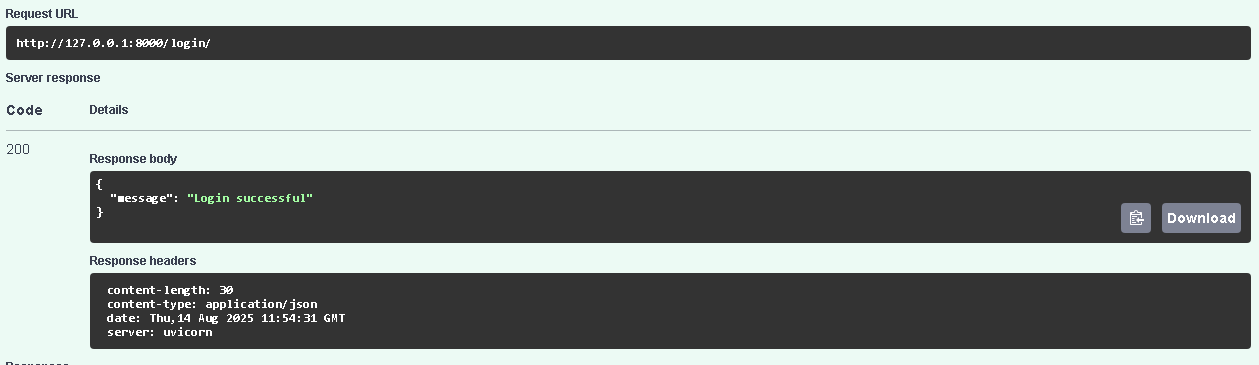 Request URL
http://127.0.0.1:8000/login/
Server response
Code Details
200
Response body
{
"message": "Login successful"
}
Download
Response headers
content-length: 30
content-type: application/json
date: Thu,14 Aug 2025 11:54:31 GMT
server: uvicorn